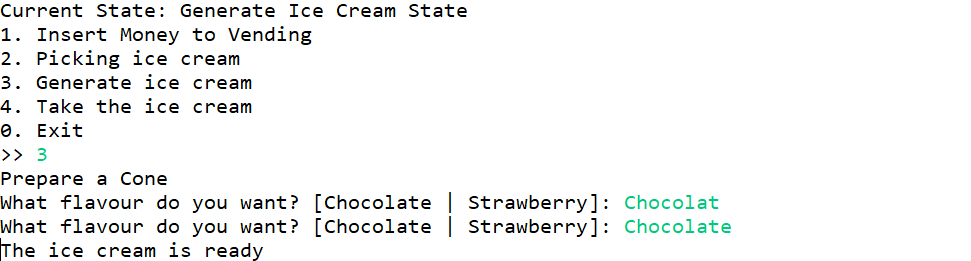 Current State: Generate Ice Cream State
1. Insert Money to Vending
2. Picking ice cream
3. Generate ice cream
4. Take the ice cream
0. Exit
>> 3
Prepare a Cone
What flavour do you want? [Chocolate | Strawberry]: Chocolat
What flavour do you want? [Chocolate | Strawberry]: Chocolate
The ice cream is ready